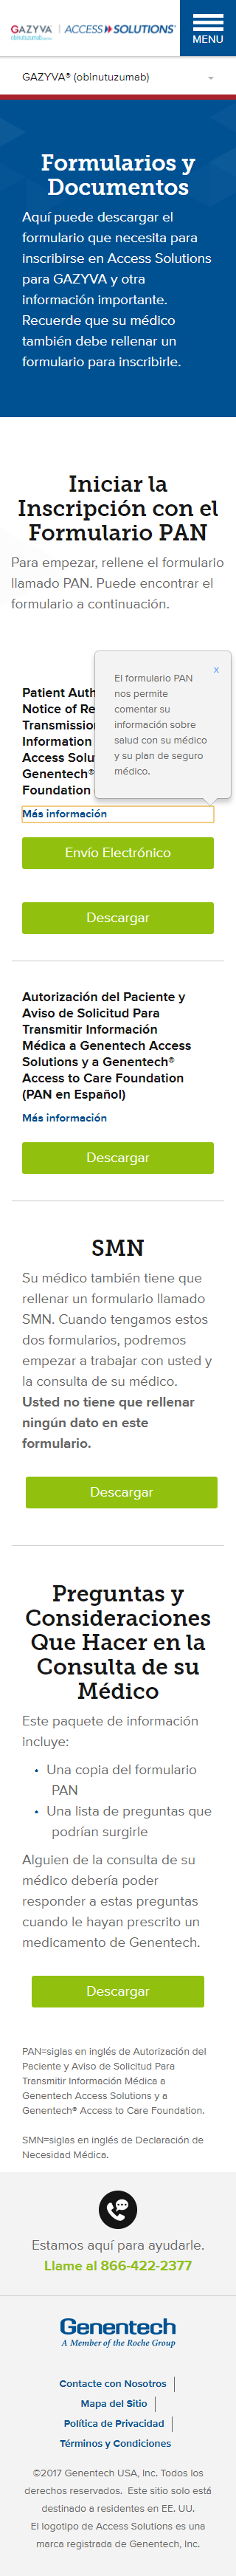 GAZYVA
obinutuzumab
ACCESS SOLUTIONS®
MENU
GAZYVA® (obinutuzumab)
Formularios y
Documentos
Aquí puede descargar el
formulario que necesita para
inscribirse en Access Solutions
para GAZYVA y otra
información importante.
Recuerde que su médico
también debe rellenar un
formulario para inscribirle.
Iniciar la
Inscripción con el
Formulario PAN
Para empezar, rellene el formulario
llamado PAN. Puede encontrar el
formulario a continuación.
x
El formulario PAN
nos permite
comentar su
información sobre
salud con su médico
y su plan de seguro
médico.
Patient Auth
Notice of Re
Transmission
Information
Access Solu
Genentech®
Foundation
Más información
Envío Electrónico
Descargar
Autorización del Paciente y
Aviso de Solicitud Para
Transmitir Información
Médica a Genentech Access
Solutions y a Genentech®
Access to Care Foundation
(PAN en Español)
Más información
Descargar
SMN
Su médico también tiene que
rellenar un formulario llamado
SMN. Cuando tengamos estos
dos formularios, podremos
empezar a trabajar con usted y
la consulta de su médico.
Usted no tiene que rellenar
ningún dato en este
formulario.
Descargar
Preguntas y
Consideraciones
Que Hacer en la
Consulta de su
Médico
Este paquete de información
incluye:
• Una copia del formulario
PAN
• Una lista de preguntas que
podrían surgirle
Alguien de la consulta de su
médico debería poder
responder a estas preguntas
cuando le hayan prescrito un
medicamento de Genentech.
Descargar
PAN=siglas en inglés de Autorización del
Paciente y Aviso de Solicitud Para
Transmitir Información Médica a
Genentech Access Solutions y a
Genentech® Access to Care Foundation.
SMN=siglas en inglés de Declaración de
Necesidad Médica.
Estamos aquí para ayudarle.
Llame al 866-422-2377
Genentech
A Member of the Roche Group
Contacte con Nosotros
Mapa del Sitio
Política de Privacidad
Términos y Condiciones
©2017 Genentech USA, Inc. Todos los
derechos reservados. Este sitio solo está
destinado a residentes en EE. UU.
El logotipo de Access Solutions es una
marca registrada de Genentech, Inc.